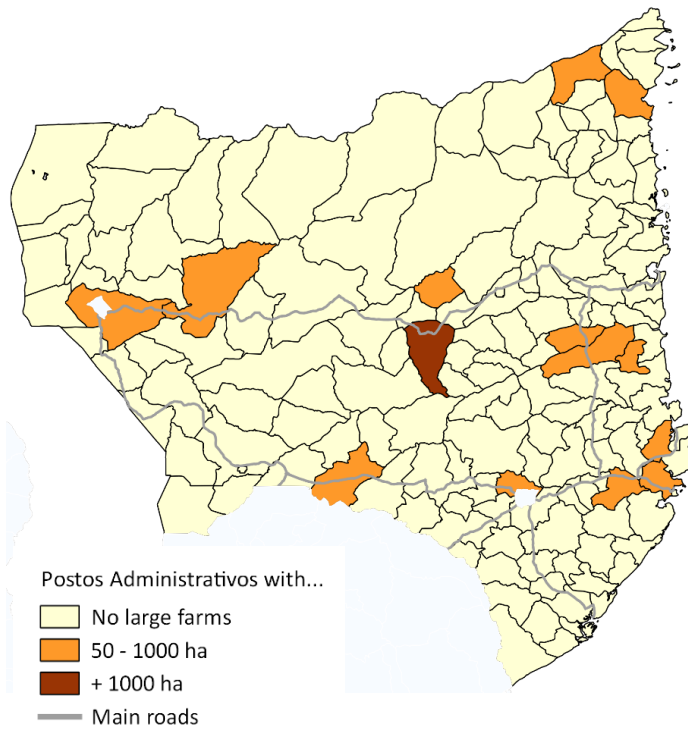 Postos Administrativos with...
No large farms
50 - 1000 ha
+ 1000 ha
Main roads